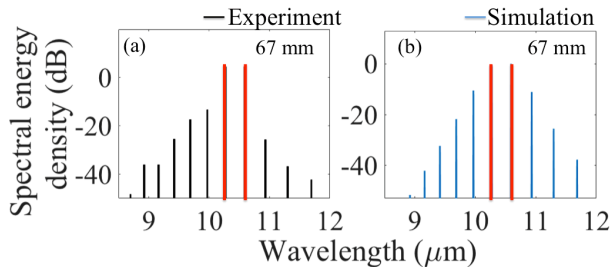 Experiment
Simulation
(a)
67 mm
(b)
67 mm
Spectral energy
density (dB)
0
-20
-40
0
-20
-40
9 10 11 12
9 10 11 12
Wavelength (μm)